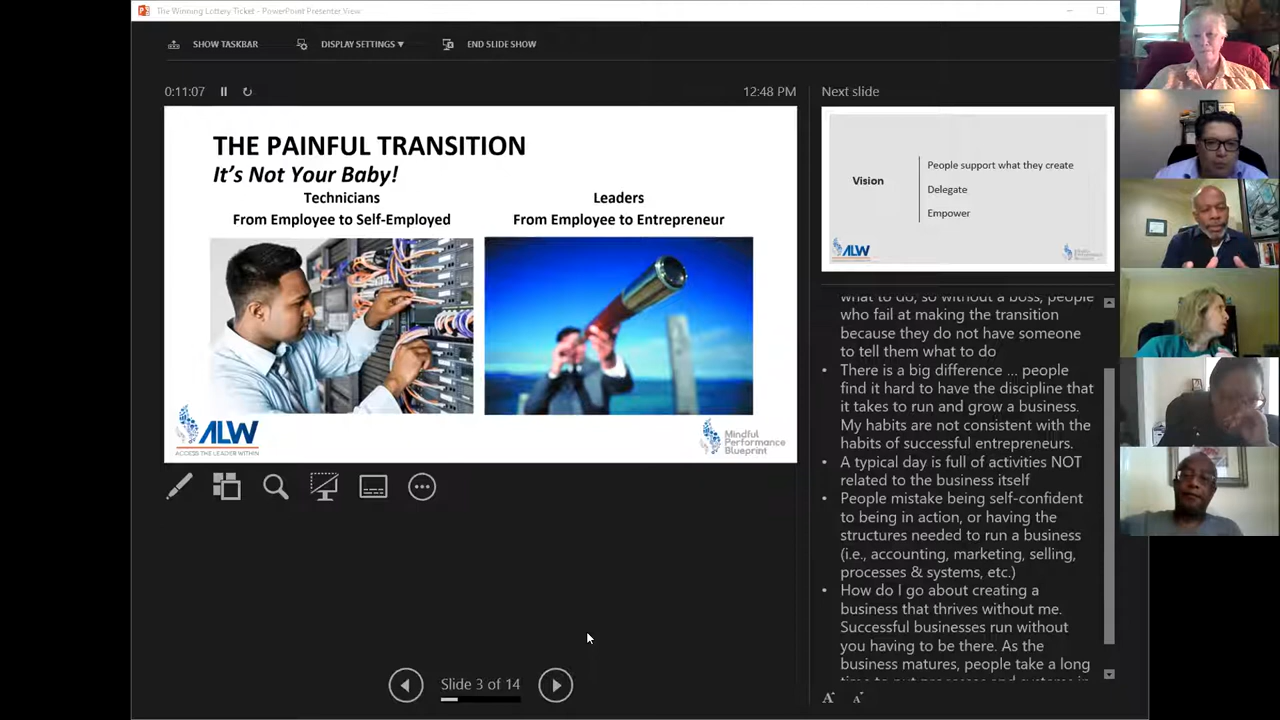 The Winning Lottery Ticket - PowerPoint Presenter View
SHOW TASKBAR
DISPLAY SETTINGS ▼
END SLIDE SHOW
0:11:07
12:48 PM
THE PAINFUL TRANSITION
It's Not Your Baby!
Technicians
From Employee to Self-Employed
Leaders
From Employee to Entrepreneur
ALW
ACCESS THE LEADER WITHIN
Mindful
Performance
Blueprint
Slide 3 of 14
Next slide
Vision
People support what they create
Delegate
Empower
ALW
what to do, so without a boss, people
who fail at making the transition
because they do not have someone
to tell them what to do
• There is a big difference ... people
find it hard to have the discipline that
it takes to run and grow a business.
My habits are not consistent with the
habits of successful entrepreneurs.
• A typical day is full of activities NOT
related to the business itself
• People mistake being self-confident
to being in action, or having the
structures needed to run a business
(i.e., accounting, marketing, selling,
processes & systems, etc.)
• How do I go about creating a
business that thrives without me.
Successful businesses run without
you having to be there. As the
business matures, people take a long
A A